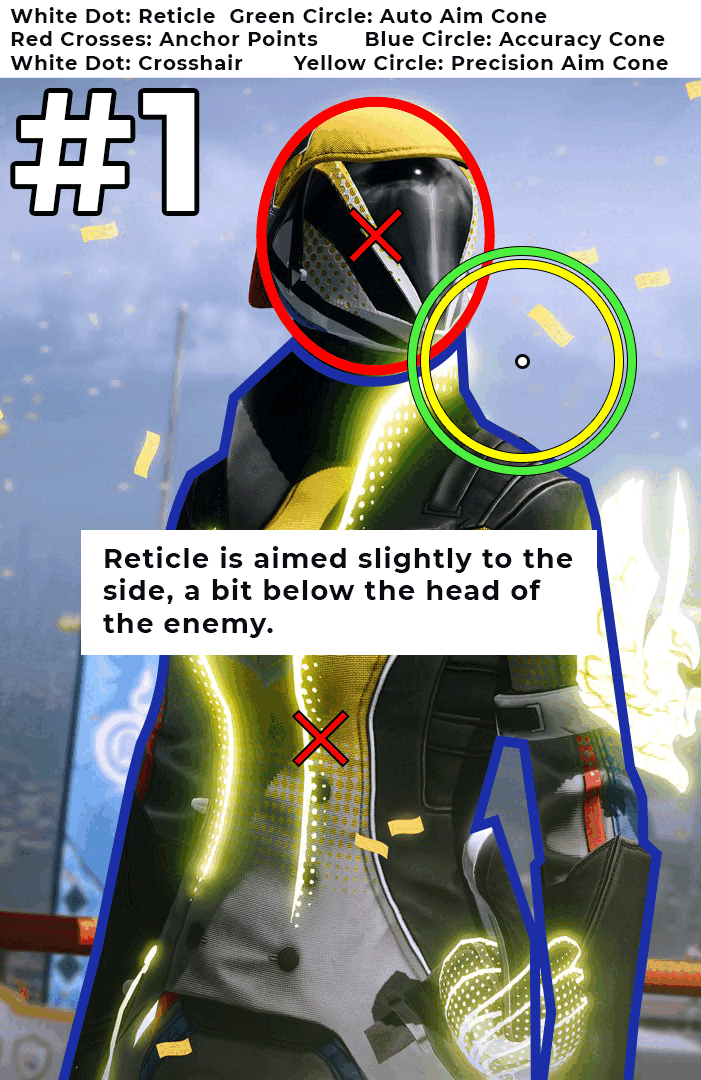 White Dot: Reticle  Green Circle: Auto Aim Cone
Red Crosses: Anchor Points  Blue Circle: Accuracy Cone
White Dot: Crosshair  Yellow Circle: Precision Aim Cone
#1
Reticle is aimed slightly to the
side, a bit below the head of
the enemy.